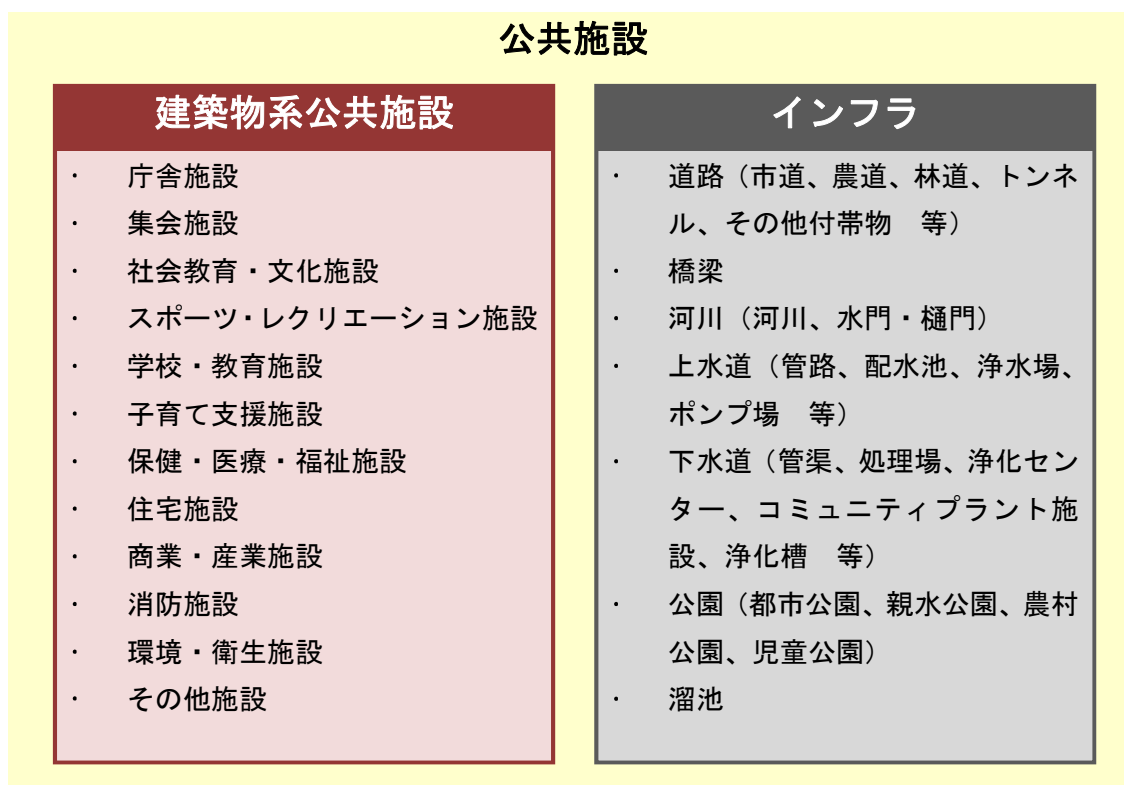 公共施設
建築物系公共施設
· 庁舎施設
· 集会施設
· 社会教育・文化施設
· スポーツ・レクリエーション施設
· 学校・教育施設
· 子育て支援施設
· 保健・医療・福祉施設
· 住宅施設
· 商業・産業施設
· 消防施設
· 環境・衛生施設
· その他施設
インフラ
· 道路（市道、農道、林道、トンネ
ル、その他付帯物　等）
· 橋梁
· 河川（河川、水門・樋門）
· 上水道（管路、配水池、浄水場、
ポンプ場　等）
· 下水道（管渠、処理場、浄化セン
ター、コミュニティプラント施
設、浄化槽　等）
· 公園（都市公園、親水公園、農村
公園、児童公園）
· 溜池